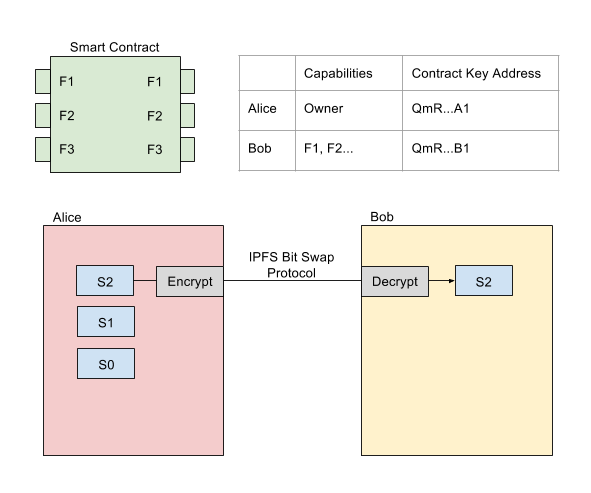 Smart Contract
F1 F1
F2 F2
F3 F3
Capabilities Contract Key Address
Alice Owner QmR...A1
Bob F1, F2... QmR...B1
Alice
Bob
IPFS Bit Swap
Protocol
S2 Encrypt Decrypt S2
S1
S0